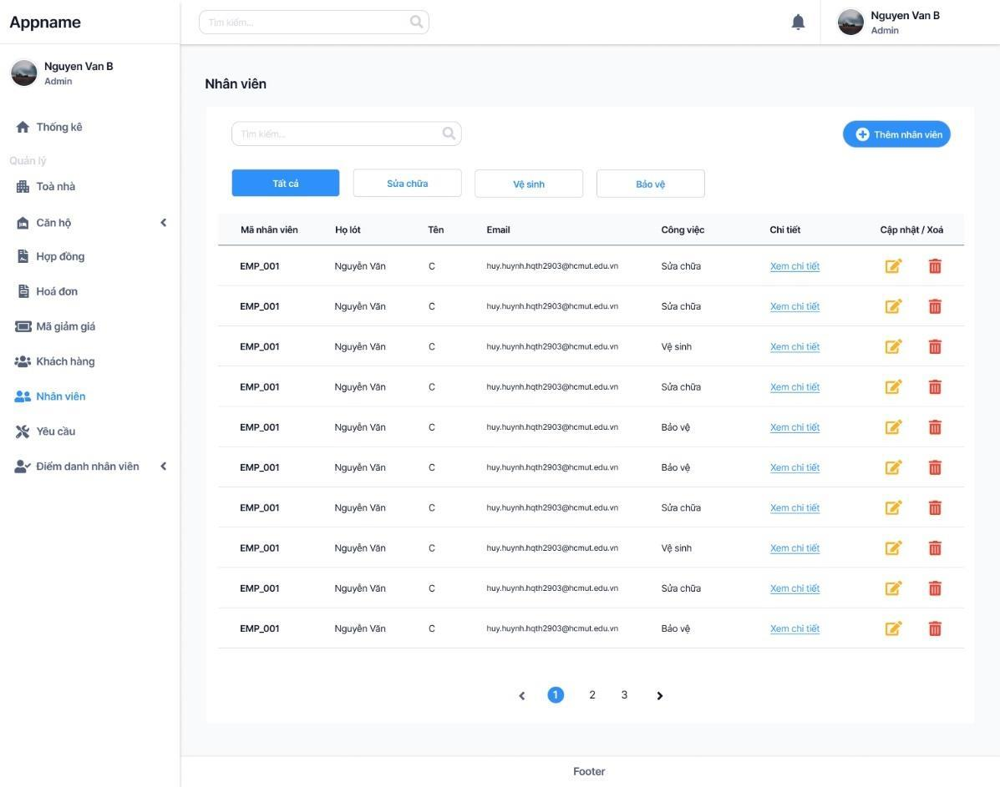 Appname
Tìm kiếm...
Nguyen Van B
Admin
Nguyen Van B
Admin
Thống kê
Quản lý
Toà nhà
Căn hộ
Hợp đồng
Hoá đơn
Mã giảm giá
Khách hàng
Nhân viên
Yêu cầu
Điểm danh nhân viên
Nhân viên
Tìm kiếm...
Thêm nhân viên
Tất cả Sửa chữa Vệ sinh Bảo vệ
Mã nhân viên Họ lót Tên Email Công việc Chi tiết Cập nhật / Xoá
EMP_001 Nguyễn Văn C huy.huynh.hqth2903@hcmut.edu.vn Sửa chữa Xem chi tiết
EMP_001 Nguyễn Văn C huy.huynh.hqth2903@hcmut.edu.vn Sửa chữa Xem chi tiết
EMP_001 Nguyễn Văn C huy.huynh.hqth2903@hcmut.edu.vn Vệ sinh Xem chi tiết
EMP_001 Nguyễn Văn C huy.huynh.hqth2903@hcmut.edu.vn Sửa chữa Xem chi tiết
EMP_001 Nguyễn Văn C huy.huynh.hqth2903@hcmut.edu.vn Bảo vệ Xem chi tiết
EMP_001 Nguyễn Văn C huy.huynh.hqth2903@hcmut.edu.vn Bảo vệ Xem chi tiết
EMP_001 Nguyễn Văn C huy.huynh.hqth2903@hcmut.edu.vn Sửa chữa Xem chi tiết
EMP_001 Nguyễn Văn C huy.huynh.hqth2903@hcmut.edu.vn Vệ sinh Xem chi tiết
EMP_001 Nguyễn Văn C huy.huynh.hqth2903@hcmut.edu.vn Sửa chữa Xem chi tiết
EMP_001 Nguyễn Văn C huy.huynh.hqth2903@hcmut.edu.vn Bảo vệ Xem chi tiết
1 2 3
Footer